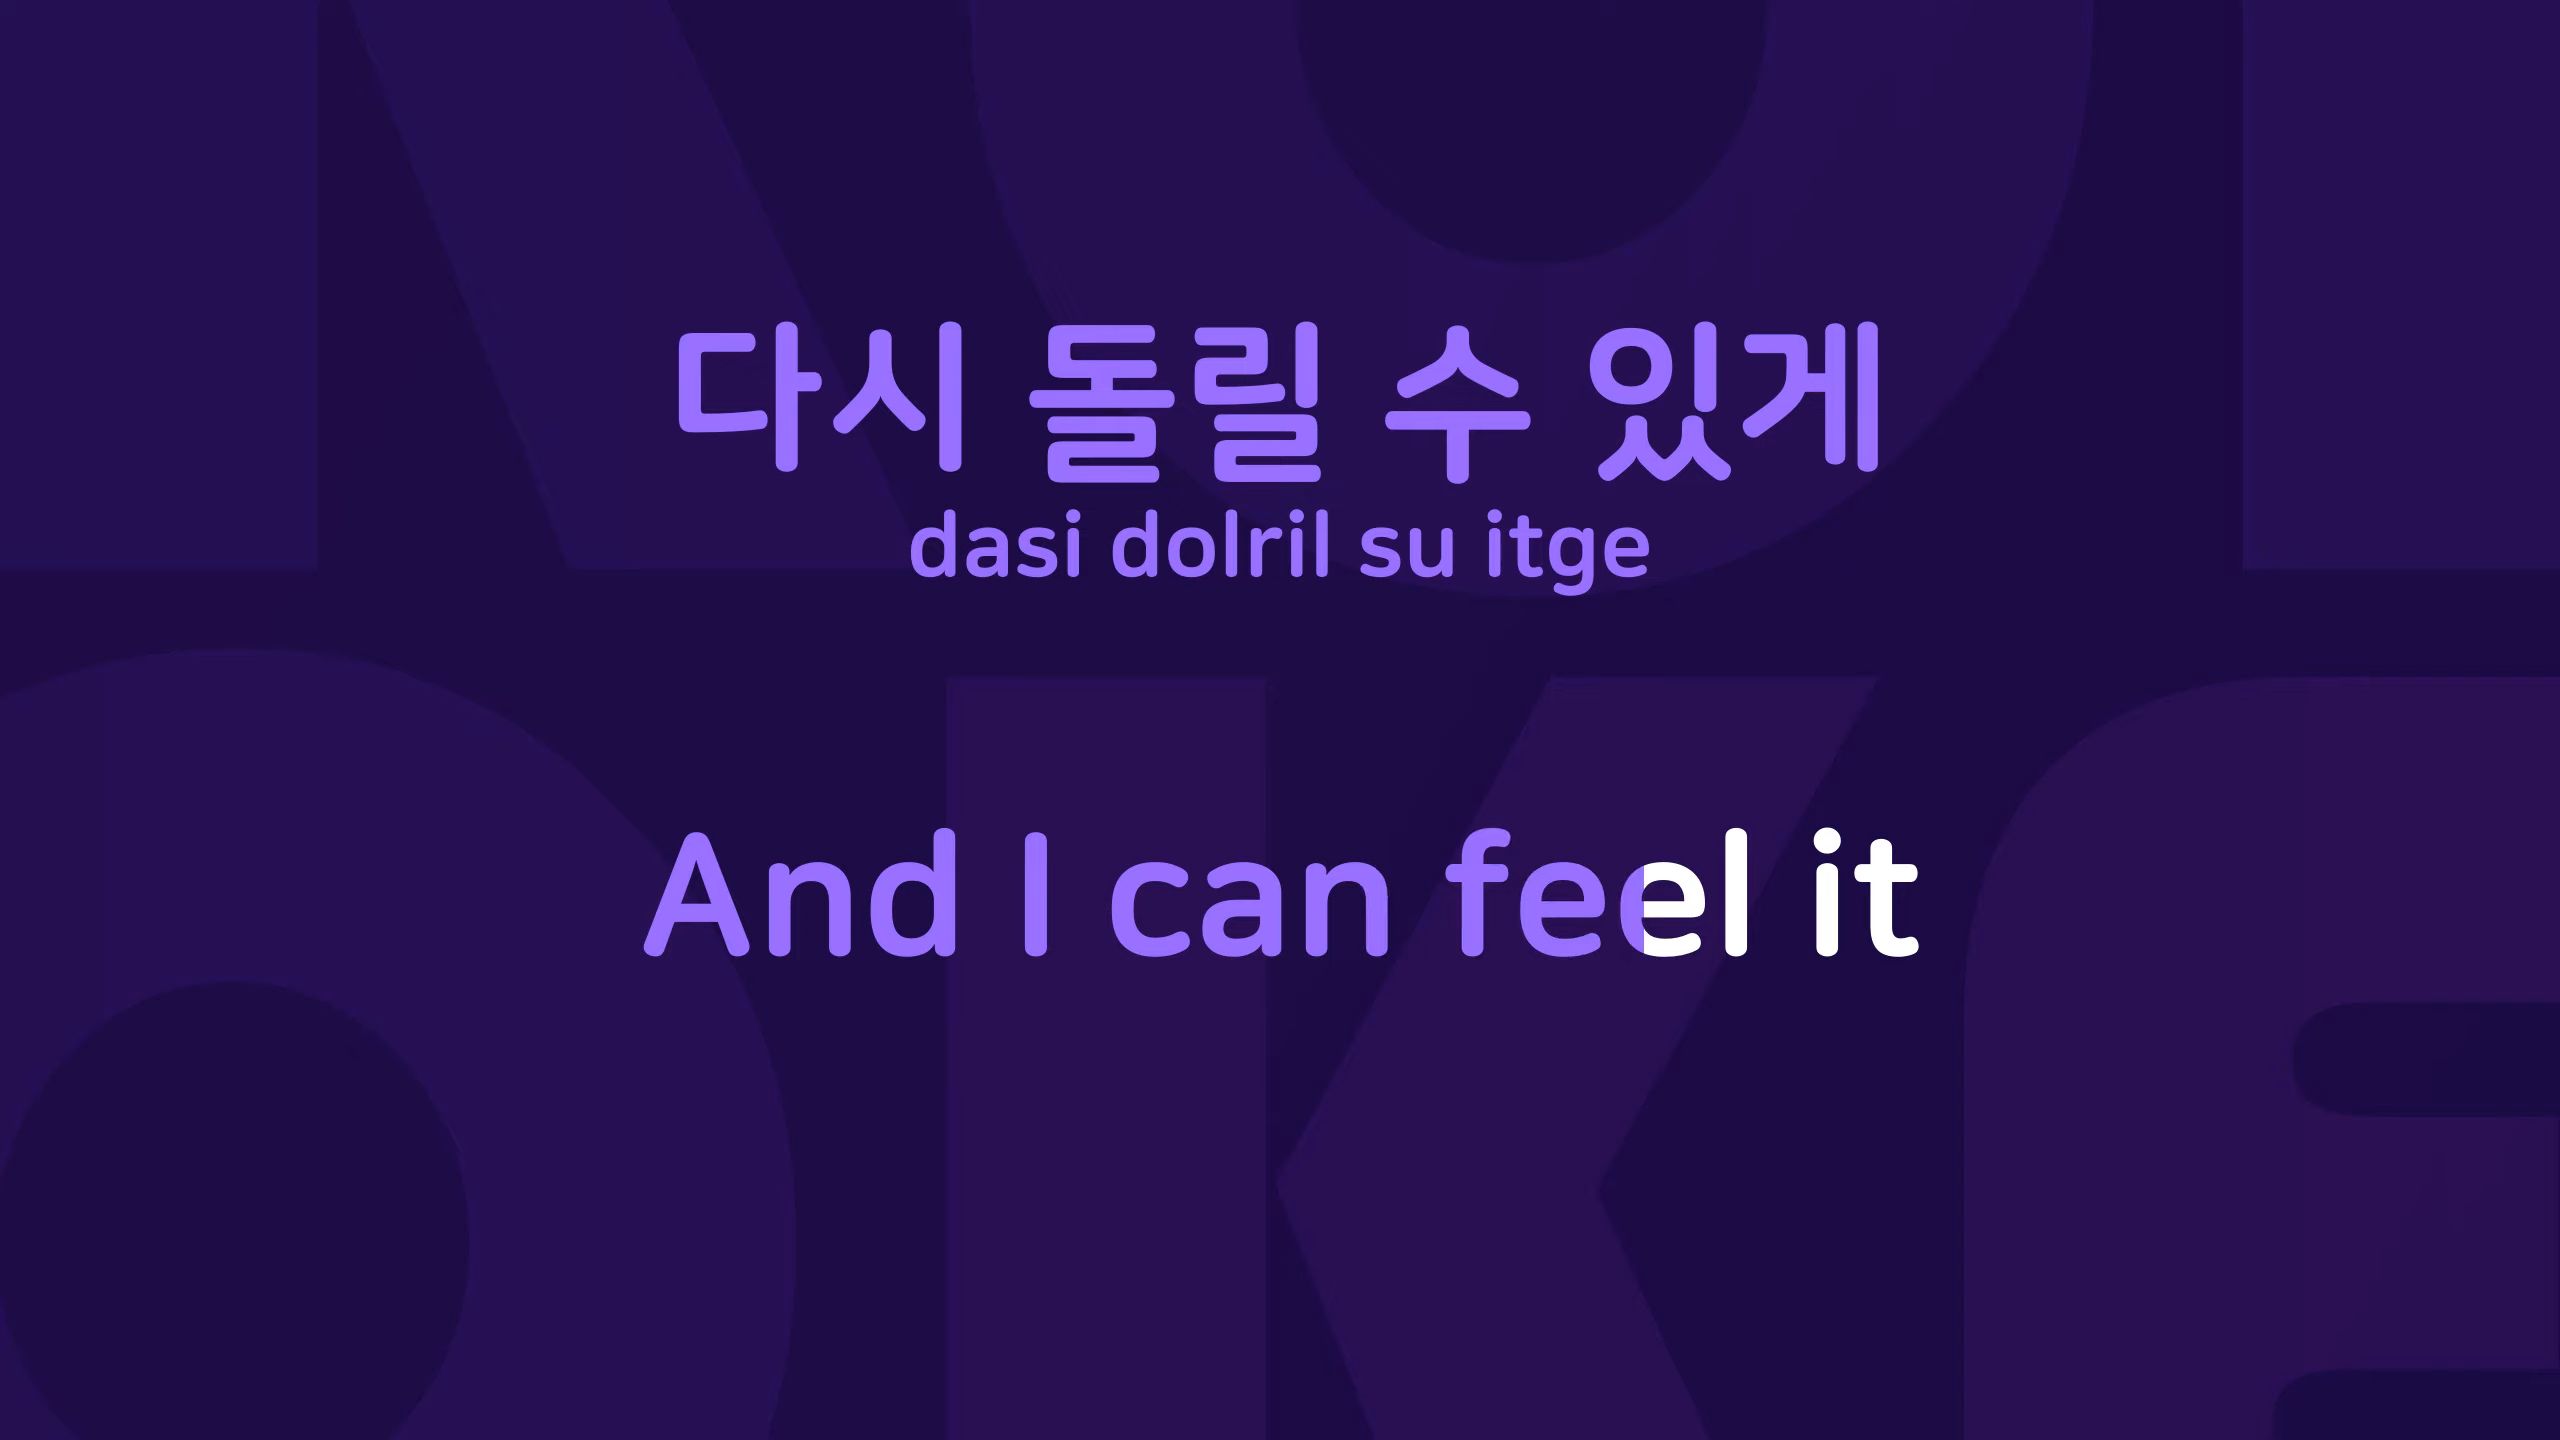 다시 돌릴 수 있게
dasi dolril su itge
And I can feel it